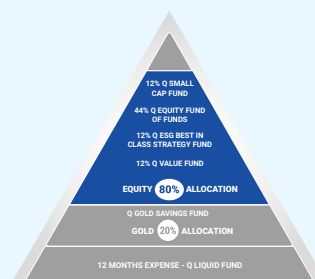 12% Q SMALL
CAP FUND
44% Q EQUITY FUND
OF FUNDS
12% Q ESG BEST IN
CLASS STRATEGY FUND
12% Q VALUE FUND
EQUITY 80% ALLOCATION
Q GOLD SAVINGS FUND
GOLD 20% ALLOCATION
12 MONTHS EXPENSE - Q LIQUID FUND